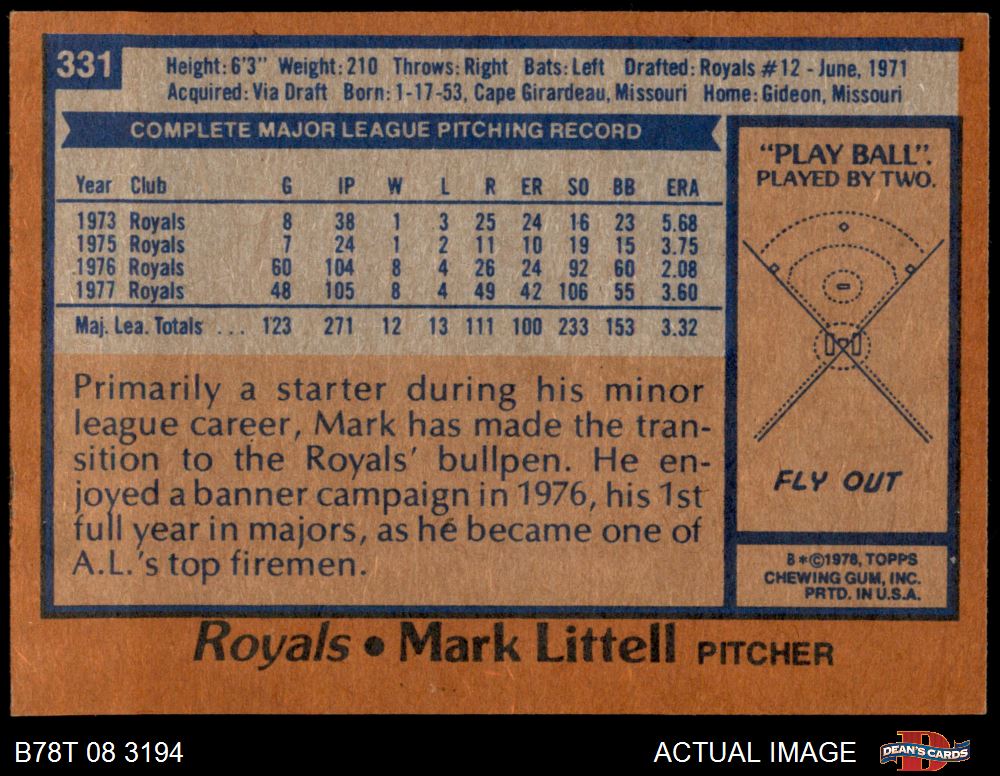 331
Height: 6'3" Weight: 210 Throws: Right Bats: Left Drafted: Royals #12 - June, 1971
Acquired: Via Draft Born: 1-17-53, Cape Girardeau, Missouri Home: Gideon, Missouri
COMPLETE MAJOR LEAGUE PITCHING RECORD
Year Club G IP W L R ER SO BB ERA
1973 Royals 8 38 1 3 25 24 16 23 5.68
1975 Royals 7 24 1 2 11 10 19 15 3.75
1976 Royals 60 104 8 4 26 24 92 60 2.08
1977 Royals 48 105 8 4 49 42 106 55 3.60
Maj. Lea. Totals ... 123 271 12 13 111 100 233 153 3.32
Primarily a starter during his minor
league career, Mark has made the tran-
sition to the Royals' bullpen. He en-
joyed a banner campaign in 1976, his 1st
full year in majors, as he became one of
A.L.'s top firemen.
"PLAY BALL".
PLAYED BY TWO.
FLY OUT
B*©1978, TOPPS
CHEWING GUM, INC.
PRTD. IN U.S.A.
Royals • Mark Littell PITCHER
B78T 08 3194
ACTUAL IMAGE
DEAN'S CARDS